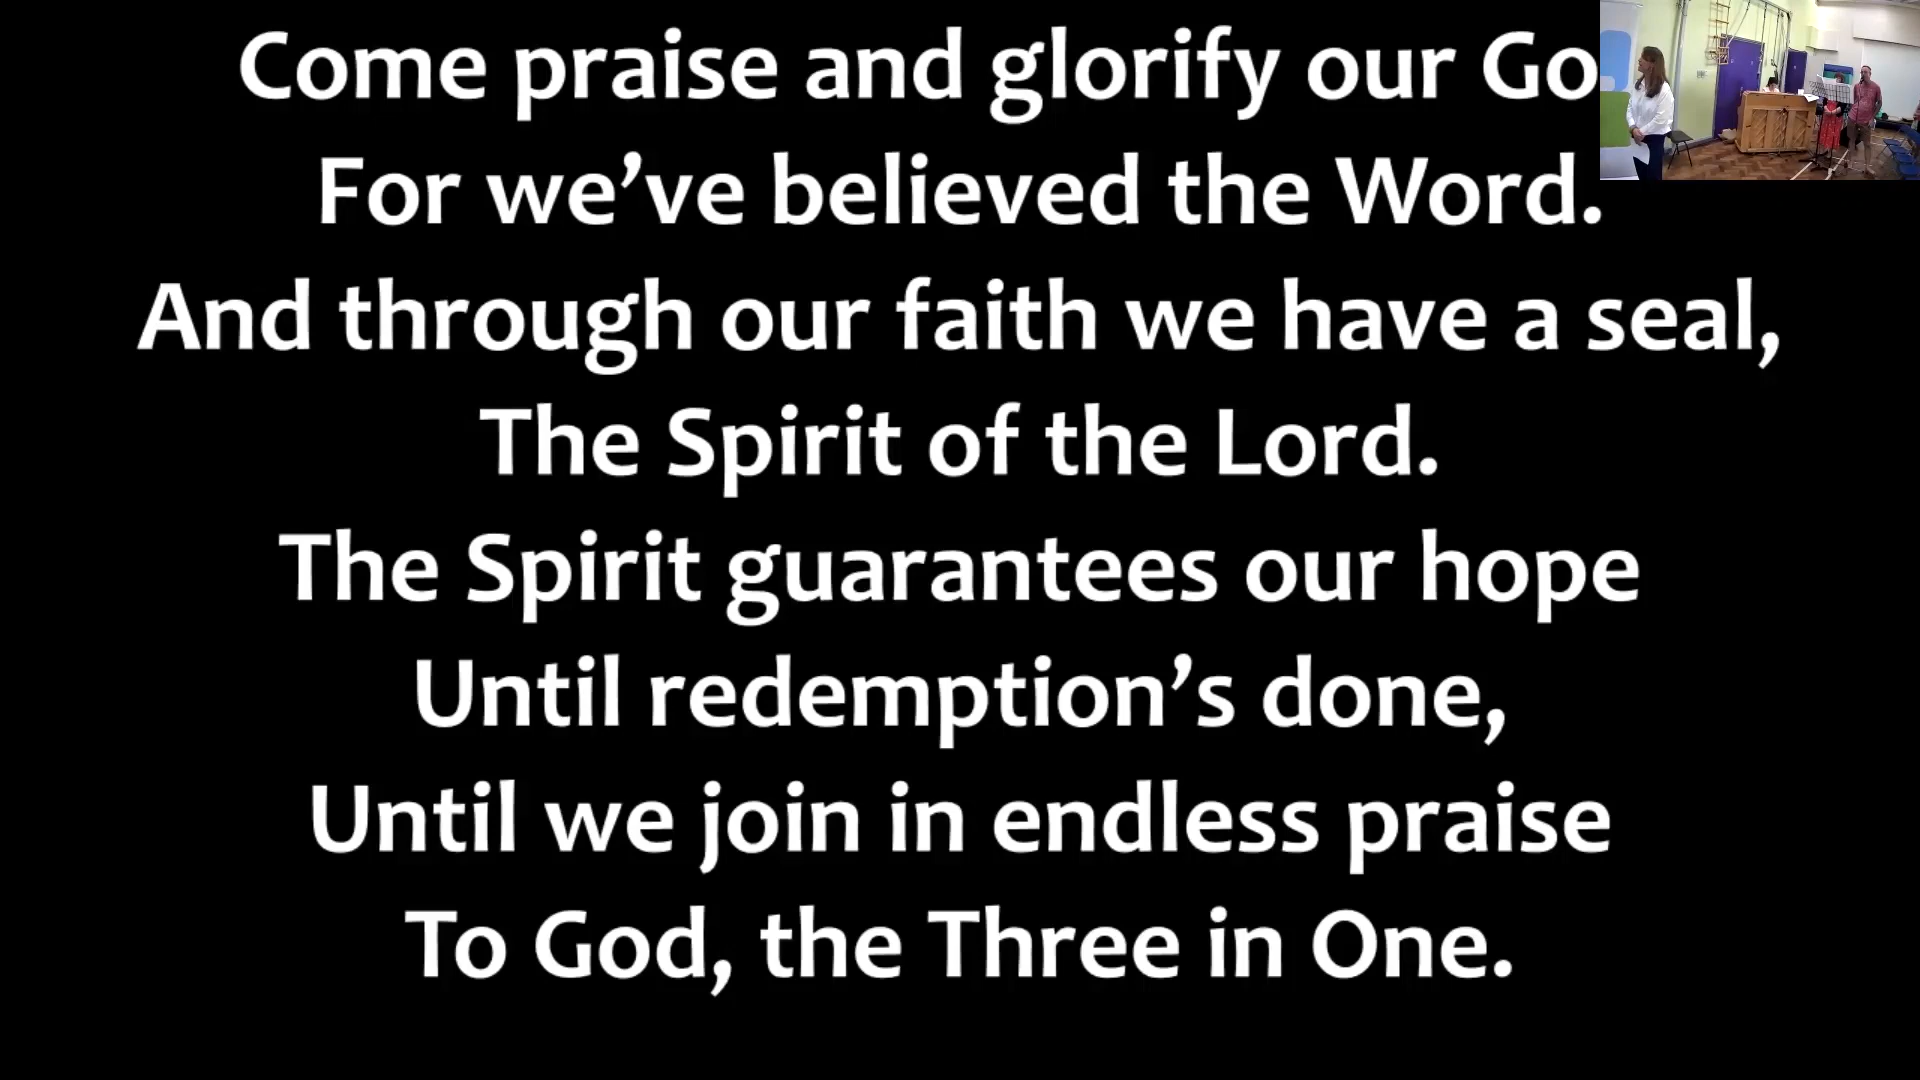 Come praise and glorify our Go
For we’ve believed the Word.
And through our faith we have a seal,
The Spirit of the Lord.
The Spirit guarantees our hope
Until redemption’s done,
Until we join in endless praise
To God, the Three in One.